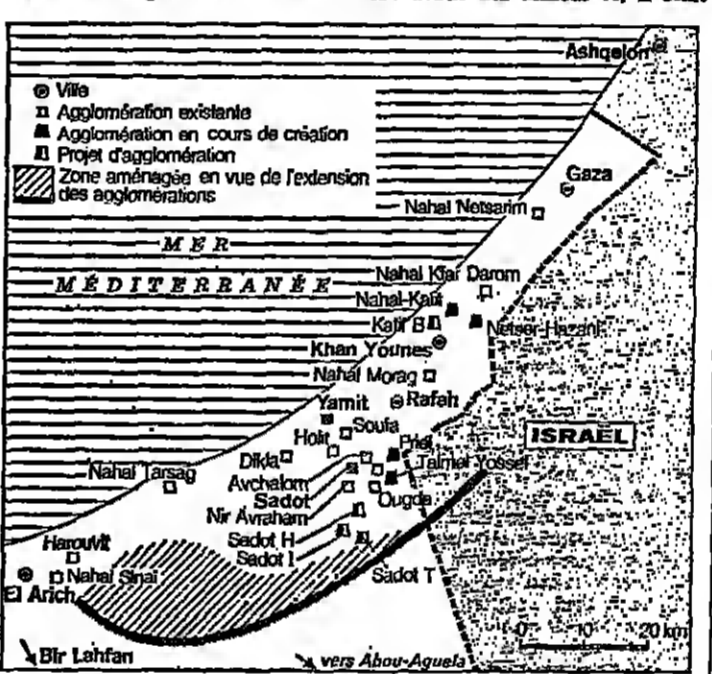 Ashqelon
Ville
Agglomération existante
Agglomération en cours de création
Projet d'agglomération
Zone aménagée en vue de l'extension
des agglomérations
Gaza
Nahal Netsarim
MER
MÉDITERRANÉE
Nahal Kfar Darom
Nahal-Katif
Katif B
Netser-Hazani
Khan Younes
Nahal Morag
Yamit
Rafah
Soufa
Holit
ISRAEL
Priel
Dikla
Talmei Yossef
Nahal Tarsag
Avchalom
Sadot
Ougda
Nir Avraham
Sadot H
Sadot I
Harouvit
Sadot T
Nahal Sinai
El Arich
0 10 20 km
Bir Lahfan
vers Abou-Aguela